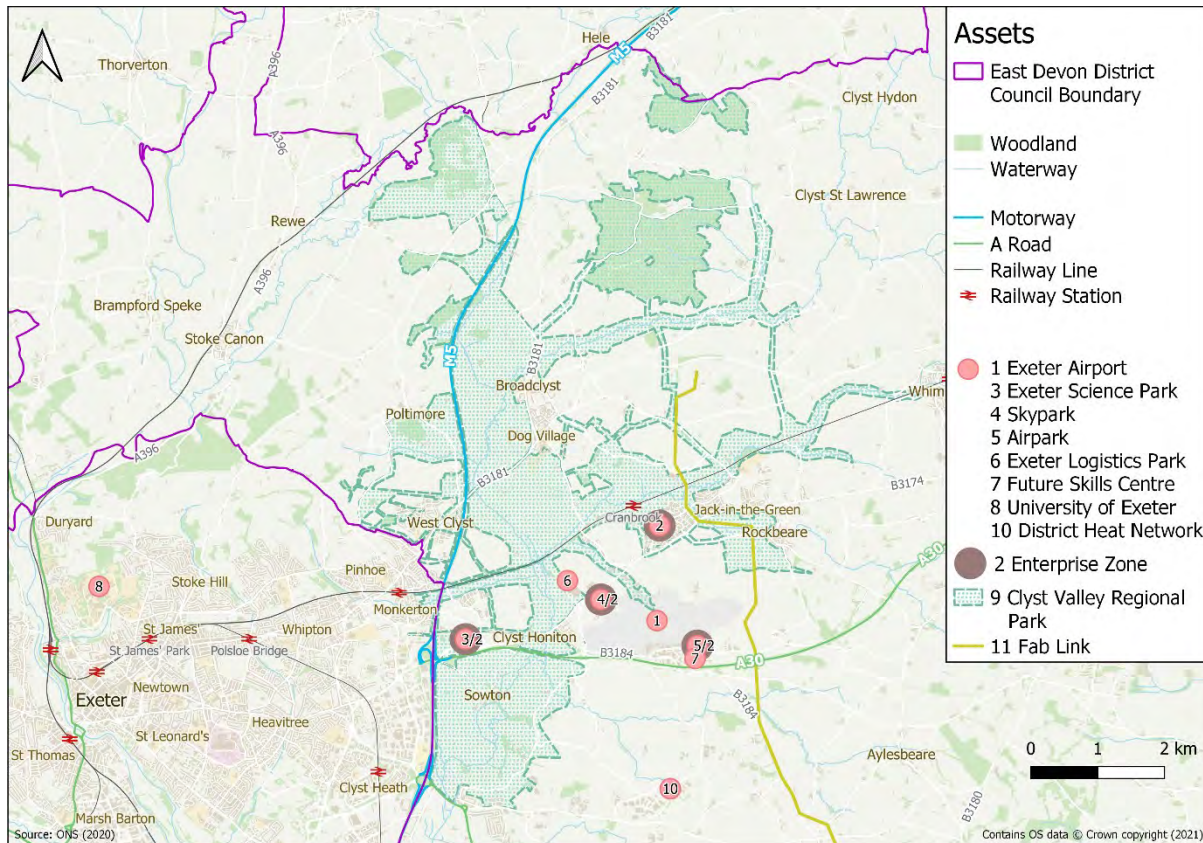 Hele
B3181
M5
B3181
Thorverton
A396
Clyst Hydon
A396
Clyst St Lawrence
Rewe
A396
Brampford Speke
Stoke Canon
M5
B3181
Broadclyst
Whim
Poltimore
Dog Village
A396
B3181
B3174
Duryard
West Clyst
Cranbrook
2
Jack-in-the-Green
Rockbeare
A30
Pinhoe
8
Stoke Hill
6
Monkerton
4/2
1
St James'
Whipton
3/2
Clyst Honiton
5/2
St James' Park
Polsloe Bridge
B3184
7
A30
Exeter
Newtown
Sowton
Heavitree
B3184
St Leonard's
St Thomas
Aylesbeare
Clyst Heath
10
B3180
Marsh Barton
Source: ONS (2020)
Assets
East Devon District
Council Boundary
Woodland
Waterway
Motorway
A Road
Railway Line
Railway Station
1 Exeter Airport
3 Exeter Science Park
4 Skypark
5 Airpark
6 Exeter Logistics Park
7 Future Skills Centre
8 University of Exeter
10 District Heat Network
2 Enterprise Zone
9 Clyst Valley Regional
Park
11 Fab Link
0 1 2 km
Contains OS data © Crown copyright (2021)